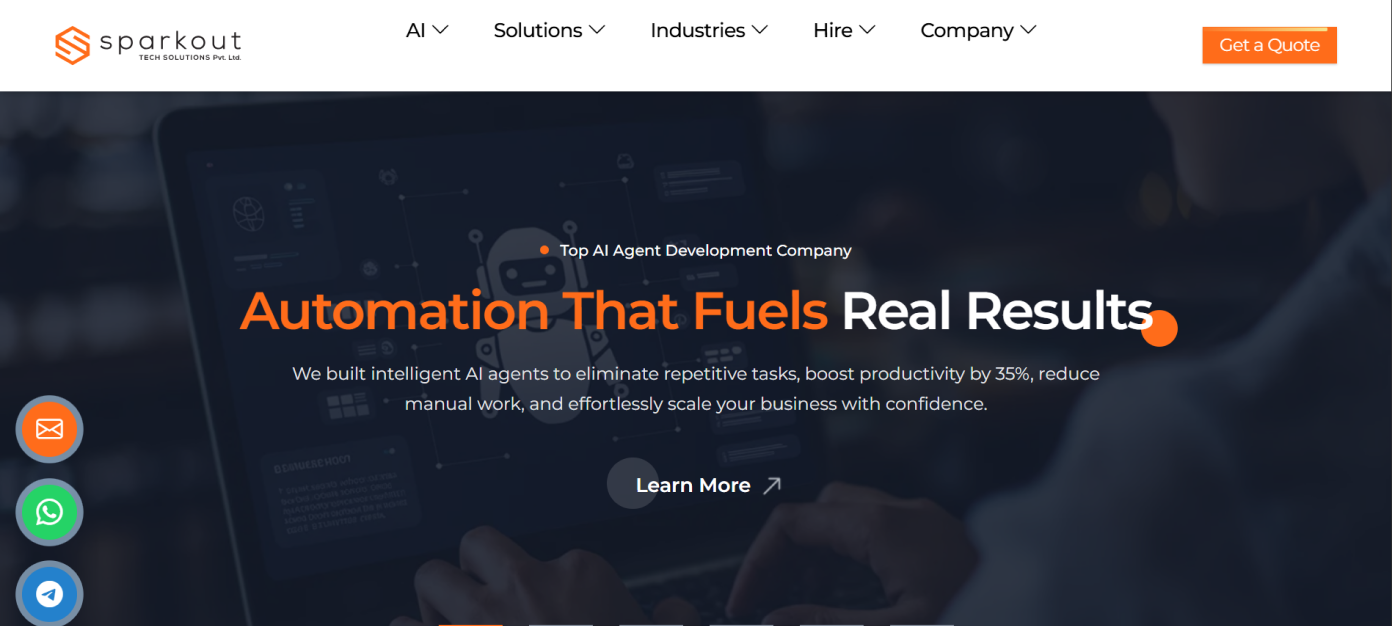 sparkout
TECH SOLUTIONS Pvt. Ltd.
AI
Solutions
Industries
Hire
Company
Get a Quote
Top AI Agent Development Company
Automation That Fuels Real Results
We built intelligent AI agents to eliminate repetitive tasks, boost productivity by 35%, reduce
manual work, and effortlessly scale your business with confidence.
Learn More